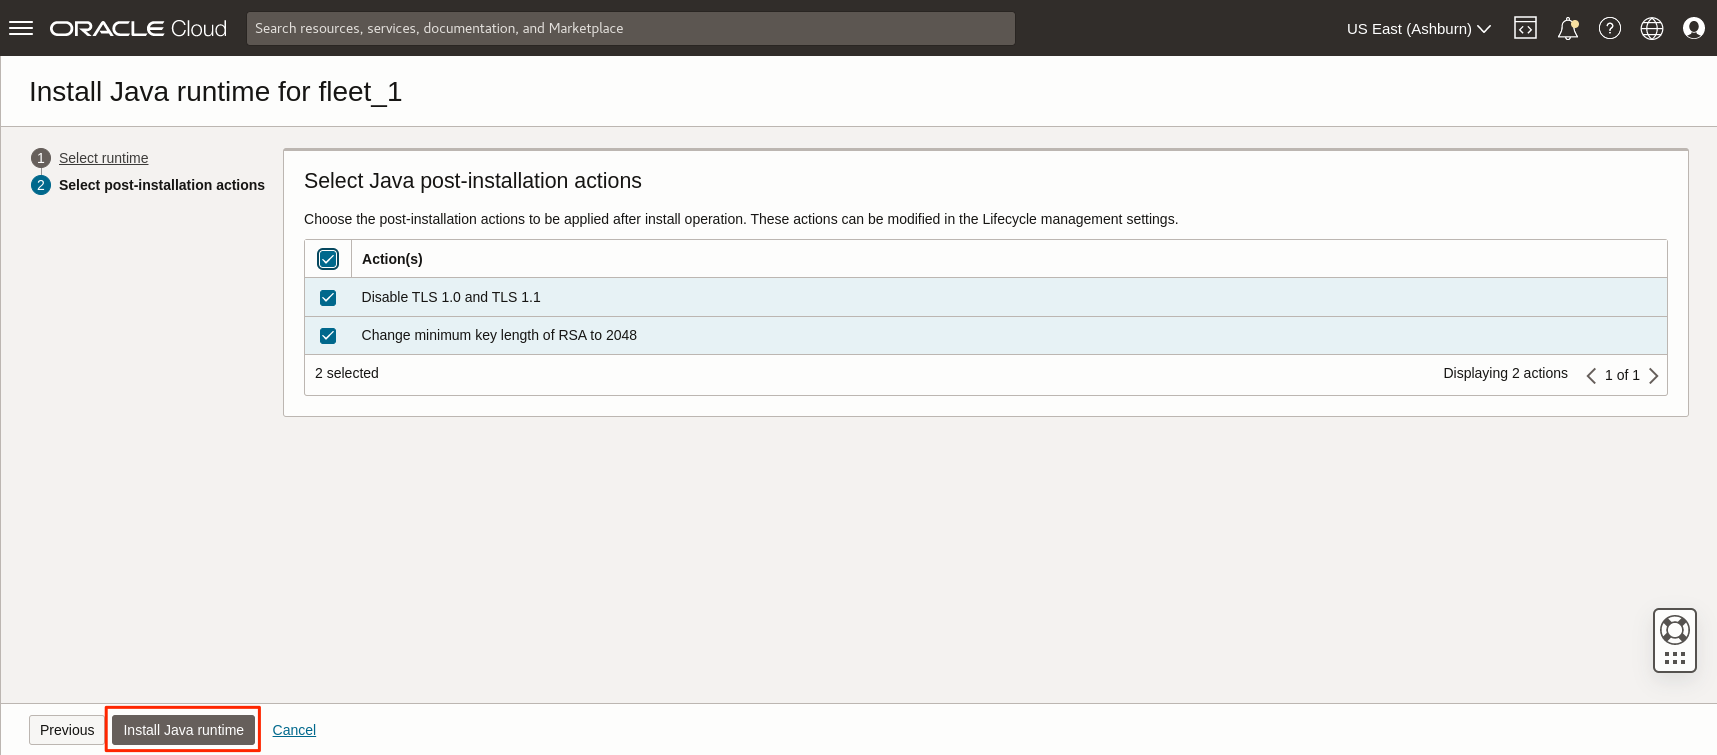 ORACLE Cloud
Search resources, services, documentation, and Marketplace
US East (Ashburn)
Install Java runtime for fleet_1
1 Select runtime
2 Select post-installation actions
Select Java post-installation actions
Choose the post-installation actions to be applied after install operation. These actions can be modified in the Lifecycle management settings.
Action(s)
Disable TLS 1.0 and TLS 1.1
Change minimum key length of RSA to 2048
2 selected
Displaying 2 actions
1 of 1
Previous
Install Java runtime
Cancel